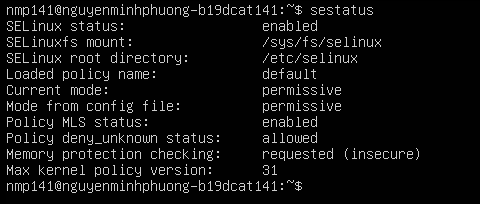 nmp141@nguyenminhphuong-b19dcat141:~$ sestatus
SELinux status:                 enabled
SELinuxfs mount:                /sys/fs/selinux
SELinux root directory:         /etc/selinux
Loaded policy name:             default
Current mode:                   permissive
Mode from config file:          permissive
Policy MLS status:              enabled
Policy deny_unknown status:     allowed
Memory protection checking:     requested (insecure)
Max kernel policy version:      31
nmp141@nguyenminhphuong-b19dcat141:~$